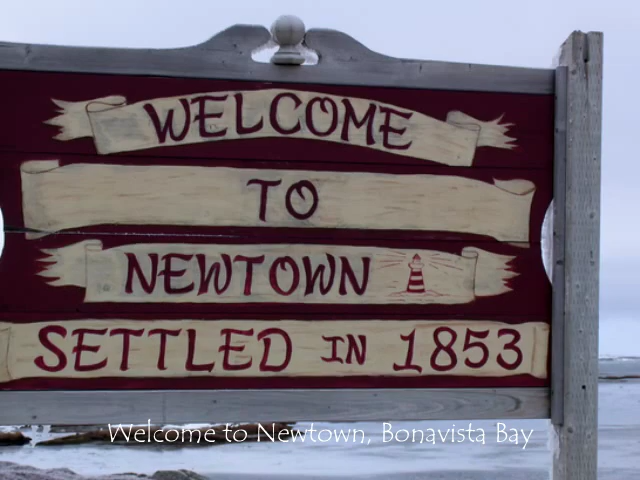 WELCOME
TO
NEWTOWN
SETTLED IN 1853
Welcome to Newtown, Bonavista Bay